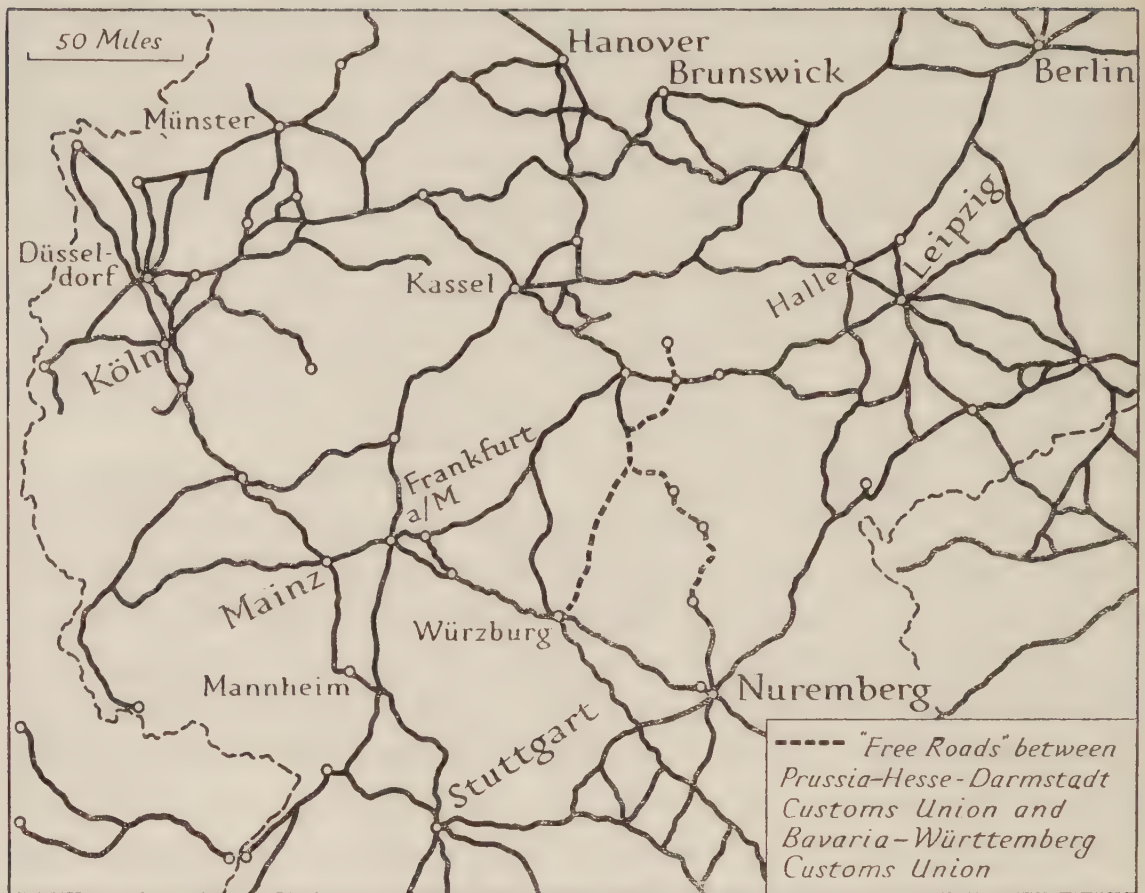 50 Miles
Hanover
Brunswick
Berlin
Münster
Düssel-
dorf
Kassel
Halle
Leipzig
Köln
Frankfurt
a/M
Mainz
Würzburg
Mannheim
Nuremberg
Stuttgart
"Free Roads" between
Prussia-Hesse-Darmstadt
Customs Union and
Bavaria-Württemberg
Customs Union